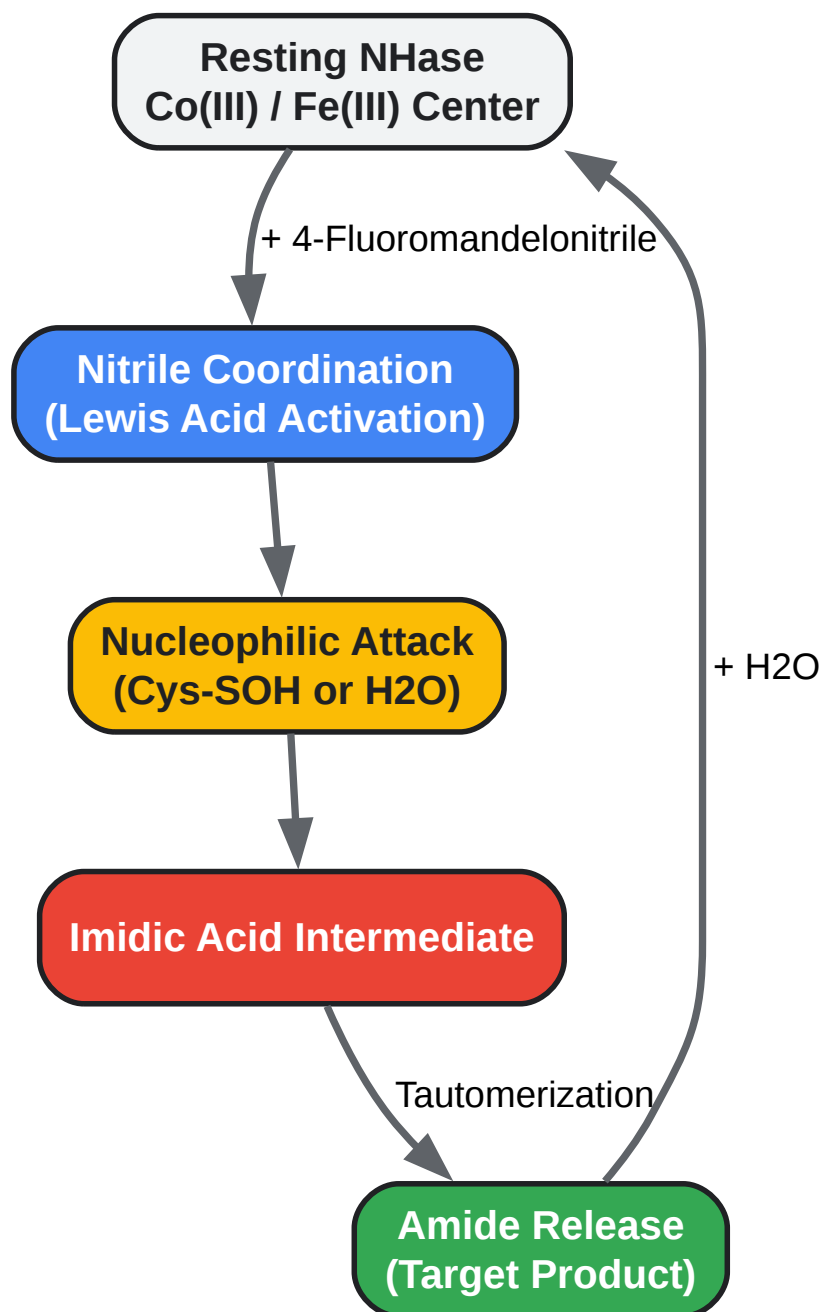 Resting NHase
Co(III) / Fe(III) Center
+ 4-Fluoromandelonitrile
Nitrile Coordination
(Lewis Acid Activation)
Nucleophilic Attack
(Cys-SOH or H2O)
+ H2O
Imidic Acid Intermediate
Tautomerization
Amide Release
(Target Product)